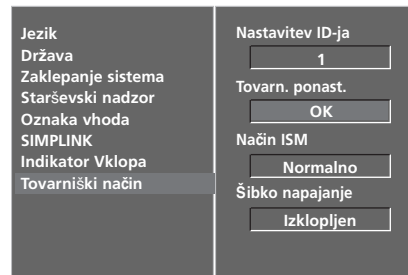 Jezik
Država
Zaklepanje sistema
Starševski nadzor
Oznaka vhoda
SIMPLINK
Indikator Vklopa
Tovarniški način
Nastavitev ID-ja
1
Tovarn. ponast.
OK
Način ISM
Normalno
Šibko napajanje
Izklopljen